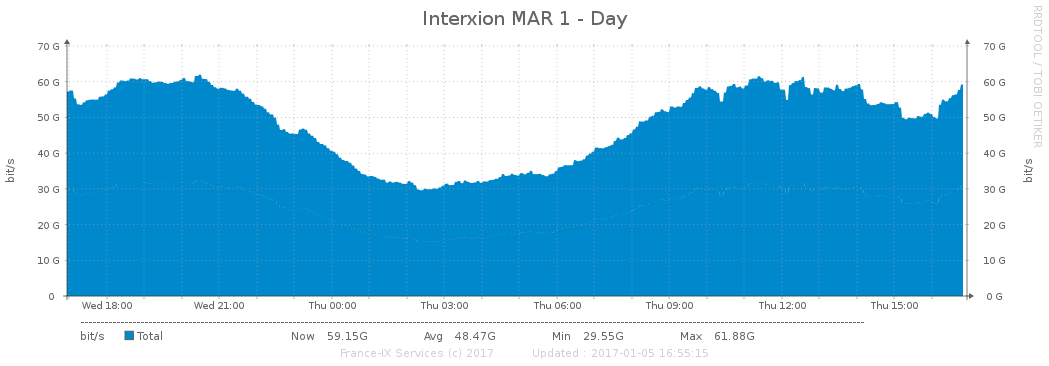 Interxion MAR 1 - Day
RRDTOOL / TOBI OETIKER
70 G 70 G
60 G 60 G
50 G 50 G
40 G 40 G
30 G 30 G
20 G 20 G
10 G 10 G
0 0 G
bit/s bit/s
Wed 18:00 Wed 21:00 Thu 00:00 Thu 03:00 Thu 06:00 Thu 09:00 Thu 12:00 Thu 15:00
bit/s Total Now 59.15G Avg 48.47G Min 29.55G Max 61.88G
France-IX Services (c) 2017 Updated : 2017-01-05 16:55:15